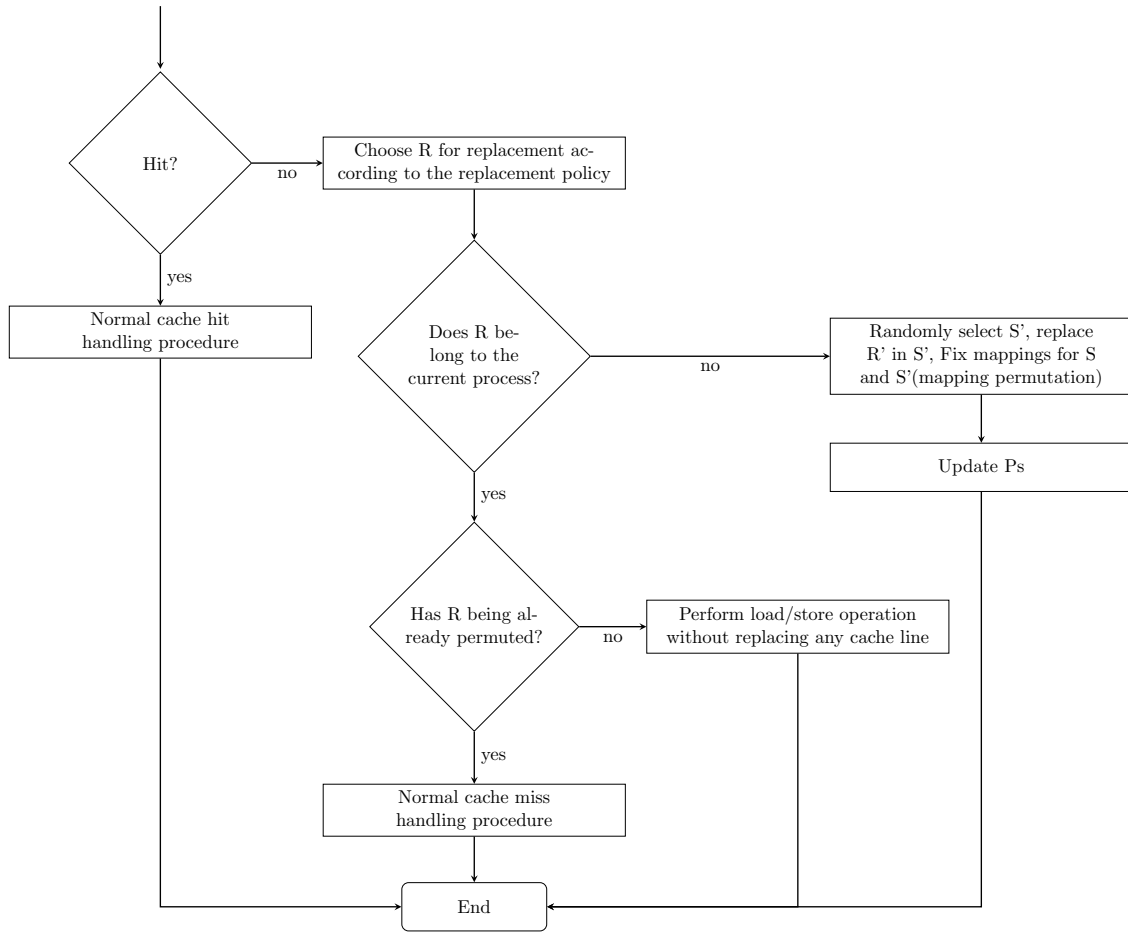 Hit?
no
Choose R for replacement ac-
cording to the replacement policy
yes
Normal cache hit
handling procedure
Does R be-
long to the
current process?
no
Randomly select S', replace
R' in S', Fix mappings for S
and S'(mapping permutation)
Update Ps
yes
Has R being al-
ready permuted?
no
Perform load/store operation
without replacing any cache line
yes
Normal cache miss
handling procedure
End